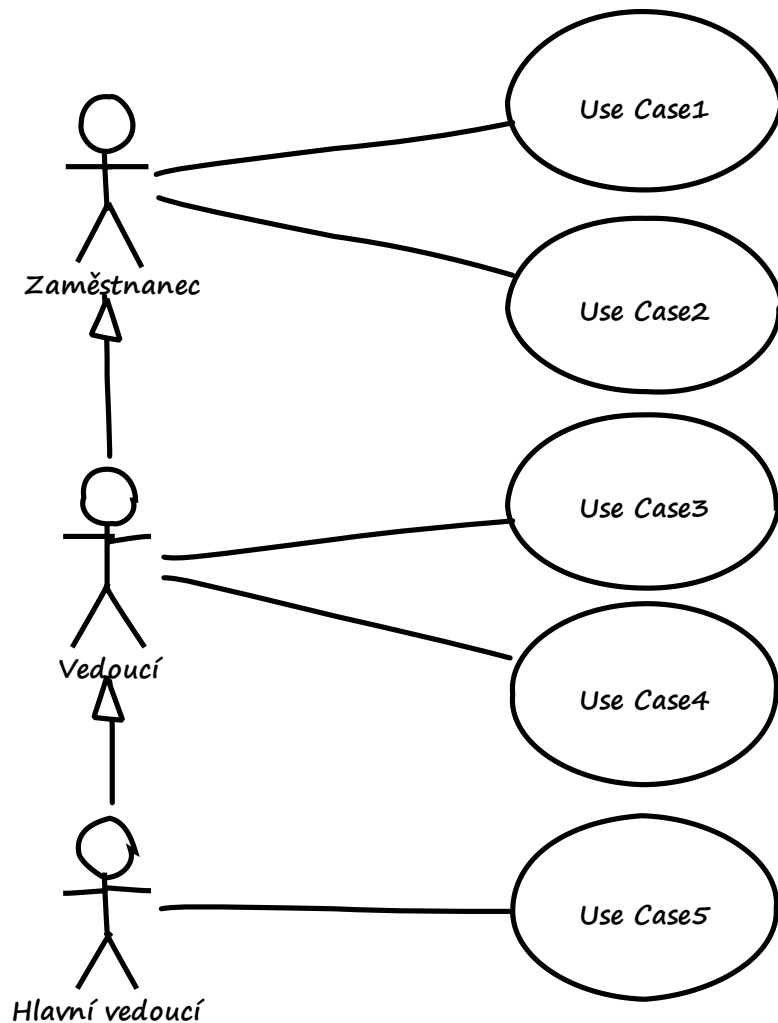 Use Case1
Zaměstnanec
Use Case2
Use Case3
Vedoucí
Use Case4
Use Case5
Hlavní vedoucí